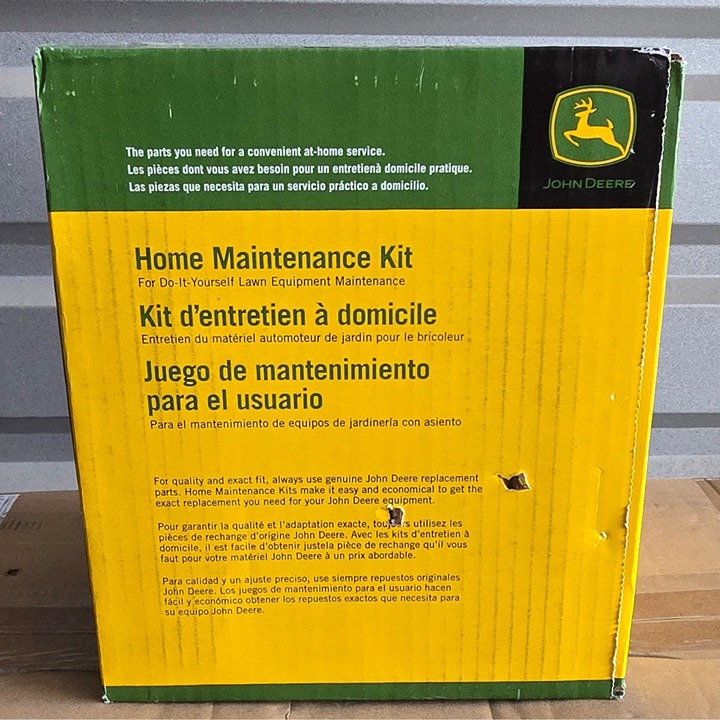 The parts you need for a convenient at-home service.
Les pièces dont vous avez besoin pour un entretienà domicile pratique.
Las piezas que necesita para un servicio práctico a domicilio.
JOHN DEERE
Home Maintenance Kit
For Do-It-Yourself Lawn Equipment Maintenance
Kit d'entretien à domicile
Entretien du matériel automoteur de jardin pour le bricoleur
Juego de mantenimiento
para el usuario
Para el mantenimiento de equipos de jardinería con asiento
For quality and exact fit, always use genuine John Deere replacement
parts. Home Maintenance Kits make it easy and economical to get the
exact replacement you need for your John Deere equipment.
Pour garantir la qualité et l'adaptation exacte, utilisez les
pièces de rechange d'origine John Deere. Avec les kits d'entretien à
domicile, il est facile d'obtenir justela pièce de rechange qu'il vous
faut pour votre matériel John Deere à un prix abordable.
Para calidad y un ajuste preciso, use siempre repuestos originales
John Deere. Los juegos de mantenimiento para el usuario hacen
fácil y económico obtener los repuestos exactos que necesita para
su equipo John Deere.